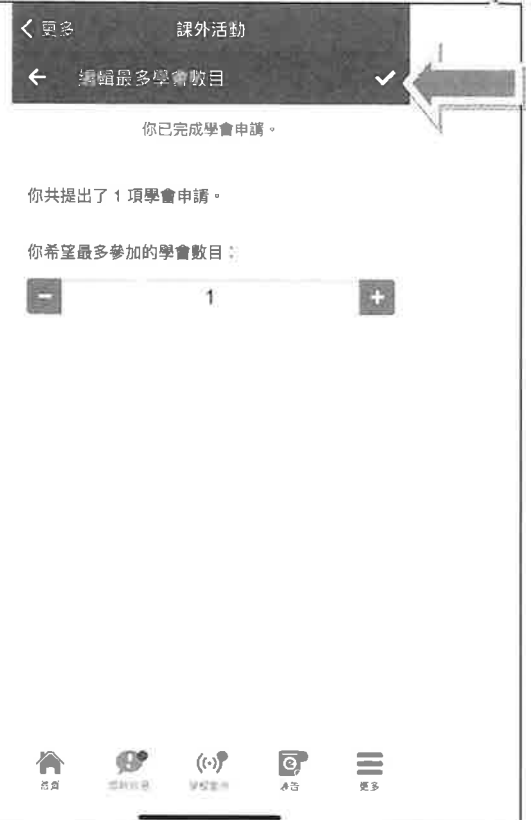 更多 課外活動
編輯最多學會數目
你已完成學會申請。
你共提出了 1 項學會申請。
你希望最多參加的學會數目：
- 1 +
首頁 更多